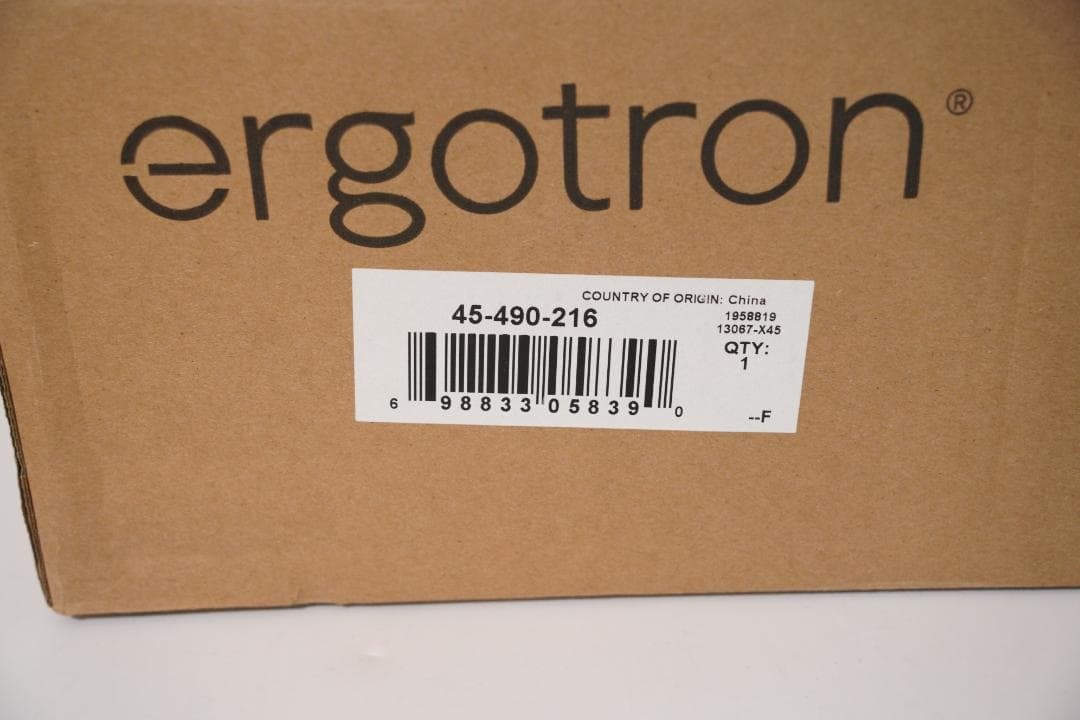 ergotron®
COUNTRY OF ORIGIN: China
45-490-216
1958819
13067-X45
QTY:
1
6 98833 05839 0
--F